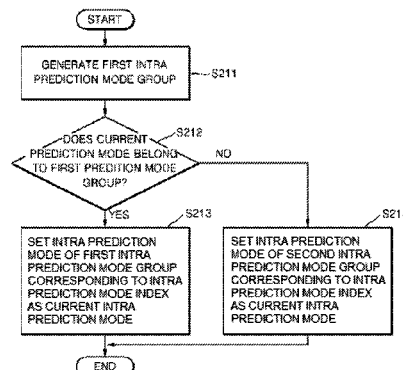 START
GENERATE FIRST INTRA
PREDICTION MODE GROUP
S211
DOES CURRENT
PREDICTION MODE BELONG
TO FIRST PREDITION MODE
GROUP?
S212
NO
YES
S213
SET INTRA PREDICTION
MODE OF FIRST INTRA
PREDICTION MODE GROUP
CORRESPONDING TO INTRA
PREDICTION MODE INDEX
AS CURRENT INTRA
PREDICTION MODE
S21
SET INTRA PREDICTION
MODE OF SECOND INTRA
PREDICTION MODE GROUP
CORRESPONDING TO INTRA
PREDICTION MODE INDEX
AS CURRENT INTRA
PREDICTION MODE
END